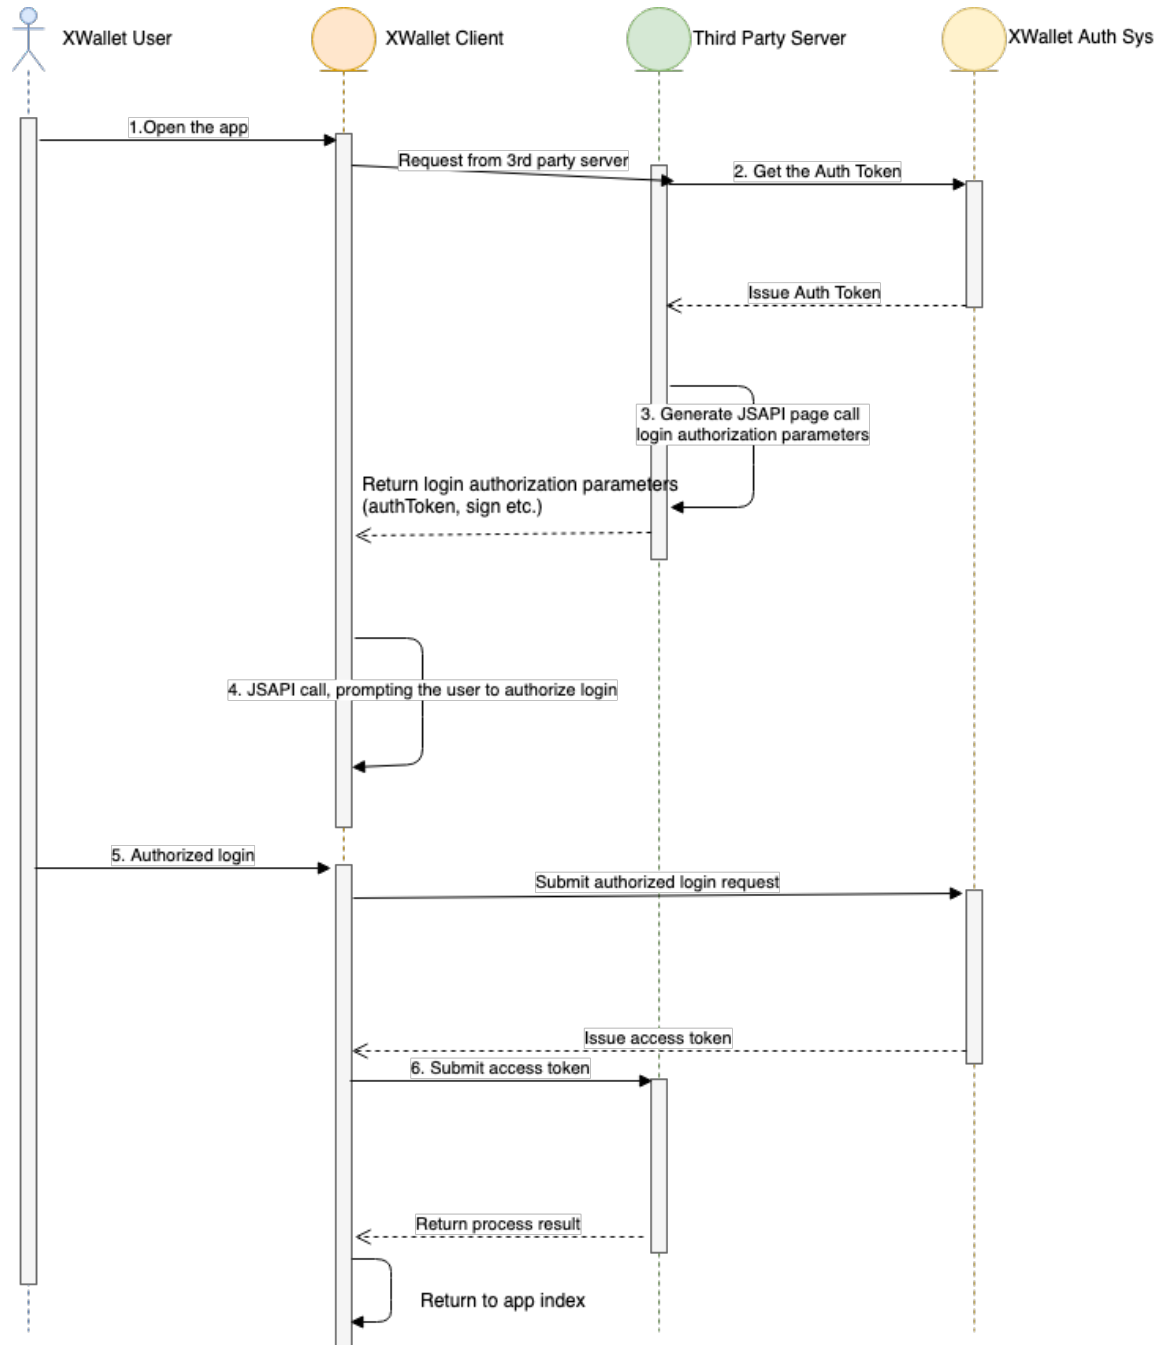 XWallet User
XWallet Client
Third Party Server
XWallet Auth Sys
1.Open the app
Request from 3rd party server
2. Get the Auth Token
Issue Auth Token
3. Generate JSAPI page call
login authorization parameters
Return login authorization parameters
(authToken, sign etc.)
4. JSAPI call, prompting the user to authorize login
5. Authorized login
Submit authorized login request
Issue access token
6. Submit access token
Return process result
Return to app index